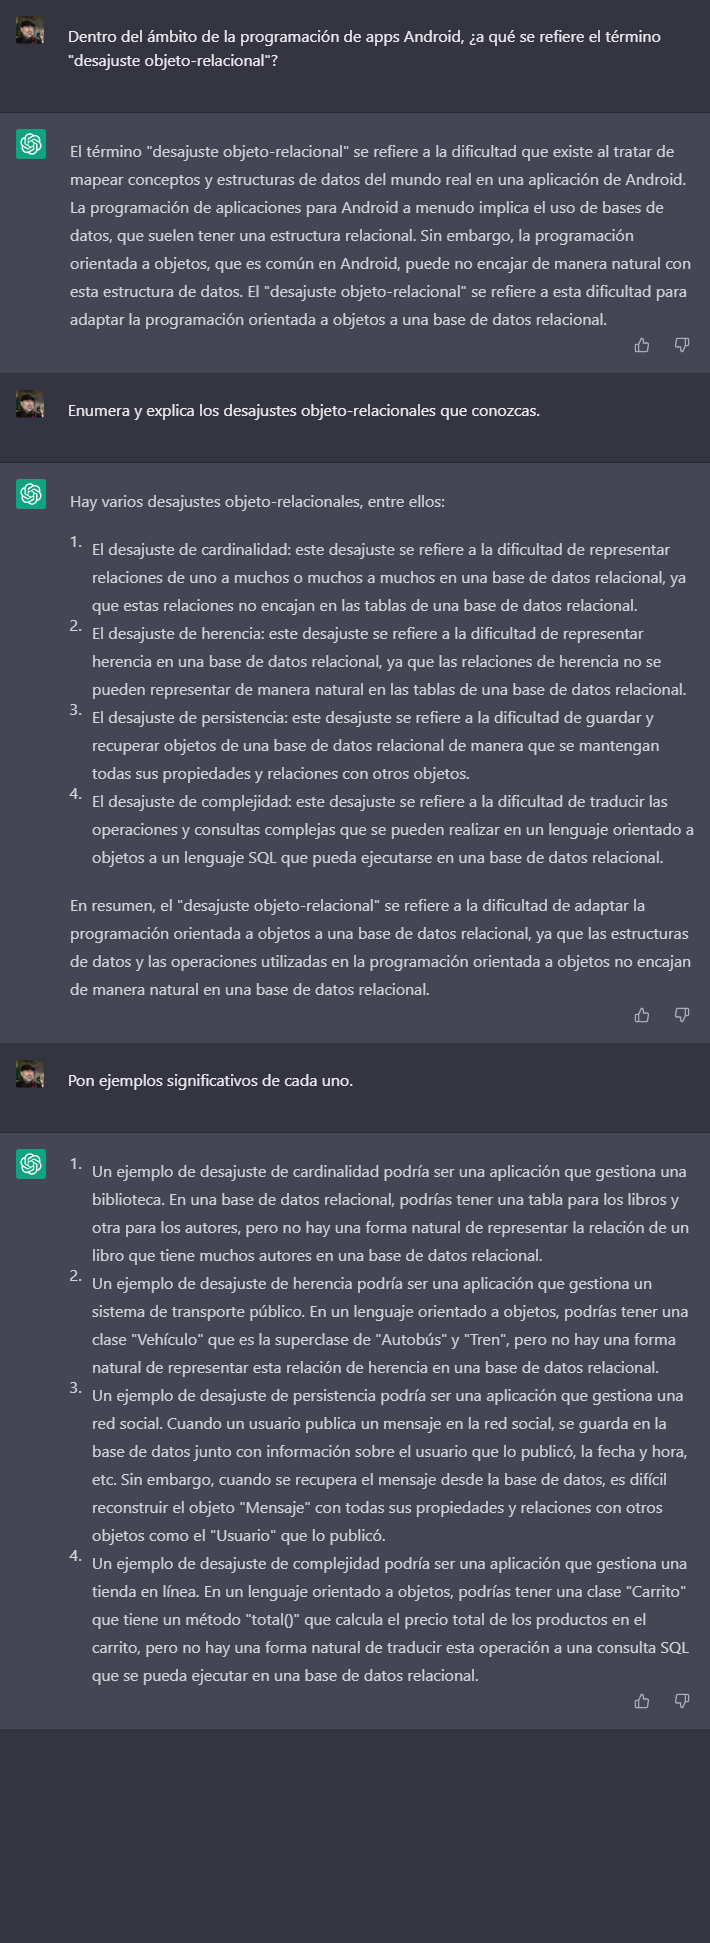 Dentro del ámbito de la programación de apps Android, ¿a qué se refiere el término
"desajuste objeto-relacional"?
El término "desajuste objeto-relacional" se refiere a la dificultad que existe al tratar de
mapear conceptos y estructuras de datos del mundo real en una aplicación de Android.
La programación de aplicaciones para Android a menudo implica el uso de bases de
datos, que suelen tener una estructura relacional. Sin embargo, la programación
orientada a objetos, que es común en Android, puede no encajar de manera natural con
esta estructura de datos. El "desajuste objeto-relacional" se refiere a esta dificultad para
adaptar la programación orientada a objetos a una base de datos relacional.
Enumera y explica los desajustes objeto-relacionales que conozcas.
Hay varios desajustes objeto-relacionales, entre ellos:
1. El desajuste de cardinalidad: este desajuste se refiere a la dificultad de representar
relaciones de uno a muchos o muchos a muchos en una base de datos relacional, ya
que estas relaciones no encajan en las tablas de una base de datos relacional.
2. El desajuste de herencia: este desajuste se refiere a la dificultad de representar
herencia en una base de datos relacional, ya que las relaciones de herencia no se
pueden representar de manera natural en las tablas de una base de datos relacional.
3. El desajuste de persistencia: este desajuste se refiere a la dificultad de guardar y
recuperar objetos de una base de datos relacional de manera que se mantengan
todas sus propiedades y relaciones con otros objetos.
4. El desajuste de complejidad: este desajuste se refiere a la dificultad de traducir las
operaciones y consultas complejas que se pueden realizar en un lenguaje orientado a
objetos a un lenguaje SQL que pueda ejecutarse en una base de datos relacional.
En resumen, el "desajuste objeto-relacional" se refiere a la dificultad de adaptar la
programación orientada a objetos a una base de datos relacional, ya que las estructuras
de datos y las operaciones utilizadas en la programación orientada a objetos no encajan
de manera natural en una base de datos relacional.
Pon ejemplos significativos de cada uno.
1. Un ejemplo de desajuste de cardinalidad podría ser una aplicación que gestiona una
biblioteca. En una base de datos relacional, podrías tener una tabla para los libros y
otra para los autores, pero no hay una forma natural de representar la relación de un
libro que tiene muchos autores en una base de datos relacional.
2. Un ejemplo de desajuste de herencia podría ser una aplicación que gestiona un
sistema de transporte público. En un lenguaje orientado a objetos, podrías tener una
clase "Vehículo" que es la superclase de "Autobús" y "Tren", pero no hay una forma
natural de representar esta relación de herencia en una base de datos relacional.
3. Un ejemplo de desajuste de persistencia podría ser una aplicación que gestiona una
red social. Cuando un usuario publica un mensaje en la red social, se guarda en la
base de datos junto con información sobre el usuario que lo publicó, la fecha y hora,
etc. Sin embargo, cuando se recupera el mensaje desde la base de datos, es difícil
reconstruir el objeto "Mensaje" con todas sus propiedades y relaciones con otros
objetos como el "Usuario" que lo publicó.
4. Un ejemplo de desajuste de complejidad podría ser una aplicación que gestiona una
tienda en línea. En un lenguaje orientado a objetos, podrías tener una clase "Carrito"
que tiene un método "total()" que calcula el precio total de los productos en el
carrito, pero no hay una forma natural de traducir esta operación a una consulta SQL
que se pueda ejecutar en una base de datos relacional.